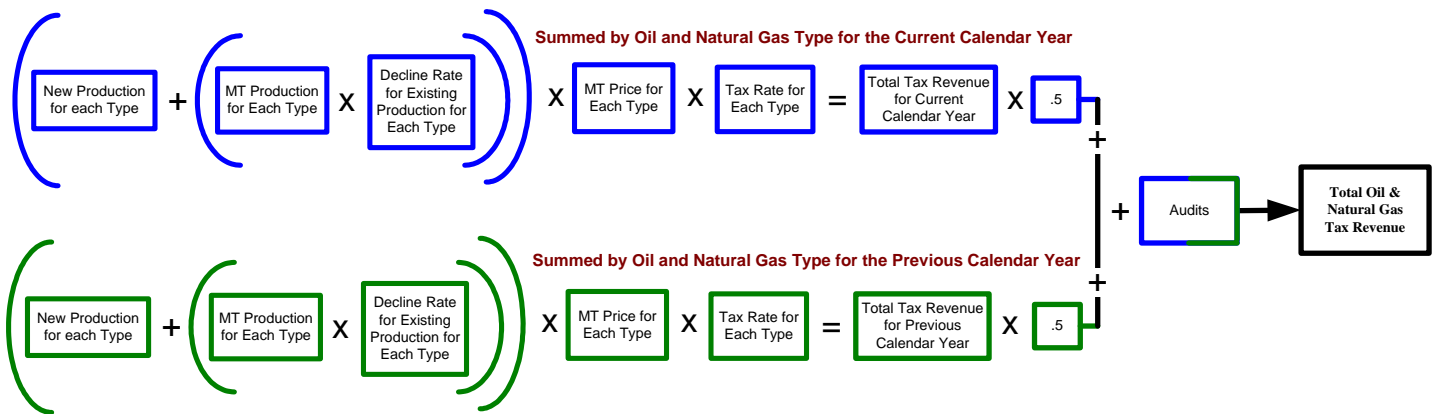 Summed by Oil and Natural Gas Type for the Current Calendar Year
New Production
for each Type
+
MT Production
for Each Type
X
Decline Rate
for Existing
Production for
Each Type
X
MT Price for
Each Type
X
Tax Rate for
Each Type
=
Total Tax Revenue
for Current
Calendar Year
X
.5
+
+
Audits
Total Oil &
Natural Gas
Tax Revenue
Summed by Oil and Natural Gas Type for the Previous Calendar Year
+
New Production
for each Type
+
MT Production
for Each Type
X
Decline Rate
for Existing
Production for
Each Type
X
MT Price for
Each Type
X
Tax Rate for
Each Type
=
Total Tax Revenue
for Previous
Calendar Year
X
.5